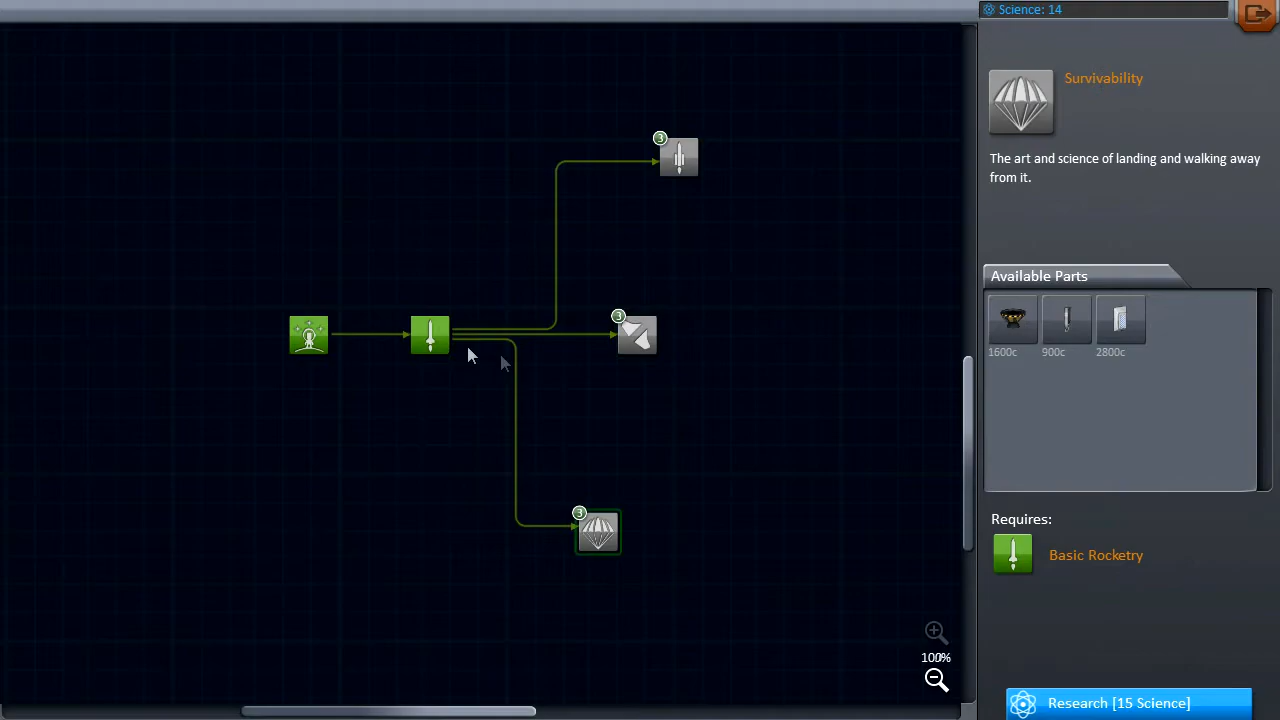 Science: 14
Survivability
The art and science of landing and walking away
from it.
Available Parts
1600c
900c
2800c
Requires:
Basic Rocketry
Research [15 Science]
3
3
3
100%